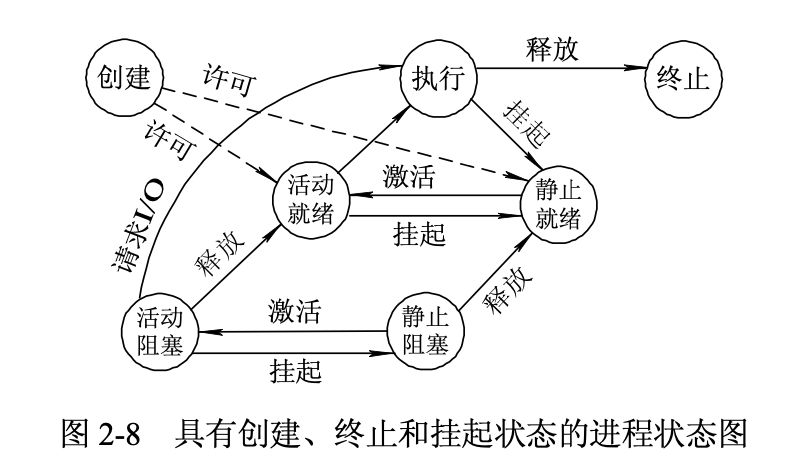 创建
许可
许可
执行
释放
终止
挂起
活动
就绪
激活
挂起
静止
就绪
请求I/O
释放
释放
活动
阻塞
激活
挂起
静止
阻塞
图 2-8 具有创建、终止和挂起状态的进程状态图